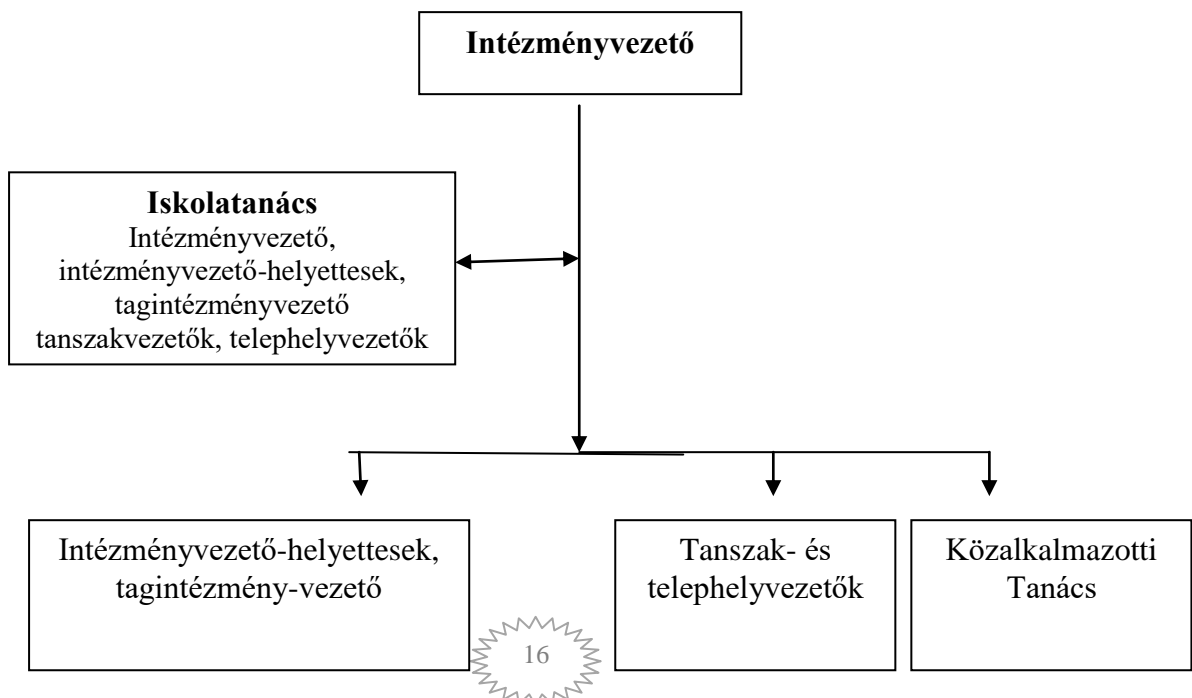 Intézményvezető
Iskolatanács
Intézményvezető,
intézményvezető-helyettesek,
tagintézményvezető
tanszakvezetők, telephelyvezetők
Intézményvezető-helyettesek,
tagintézmény-vezető
Tanszak- és
telephelyvezetők
Közalkalmazotti
Tanács
16